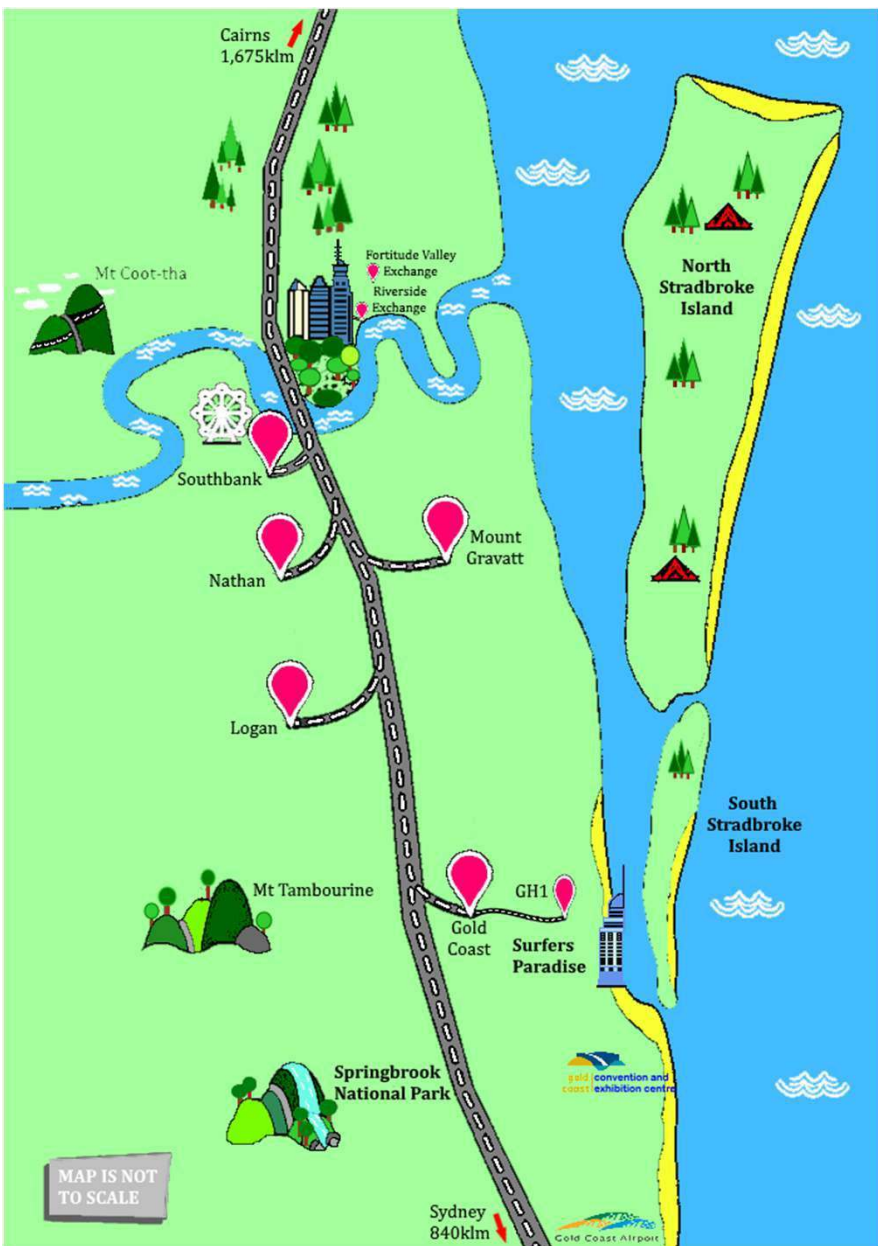 Cairns
1,675klm
Fortitude Valley
Exchange
Riverside
Exchange
Mt Coot-tha
North
Stradbroke
Island
Southbank
Mount
Gravatt
Nathan
Logan
South
Stradbroke
Island
Mt Tambourine
GH1
Gold
Coast
Surfers
Paradise
gold convention and
coast exhibition centre
Springbrook
National Park
MAP IS NOT
TO SCALE
Sydney
840klm
Gold Coast Airport